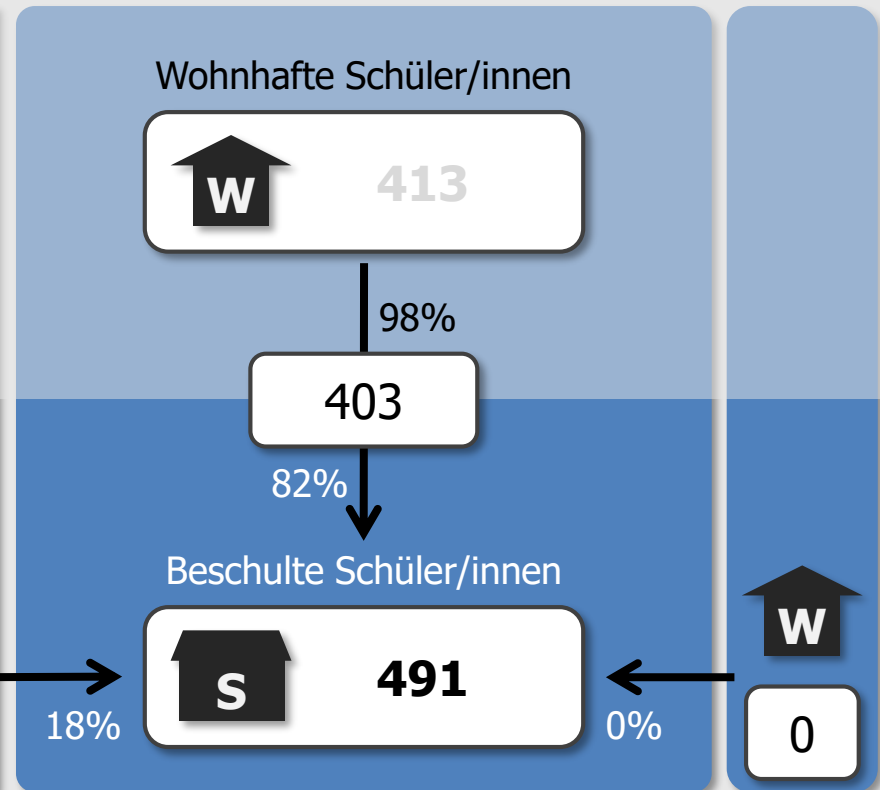 Wohnhafte Schüler/innen
W 413
98%
403
82%
Beschulte Schüler/innen
W
S 491
18%
0%
0